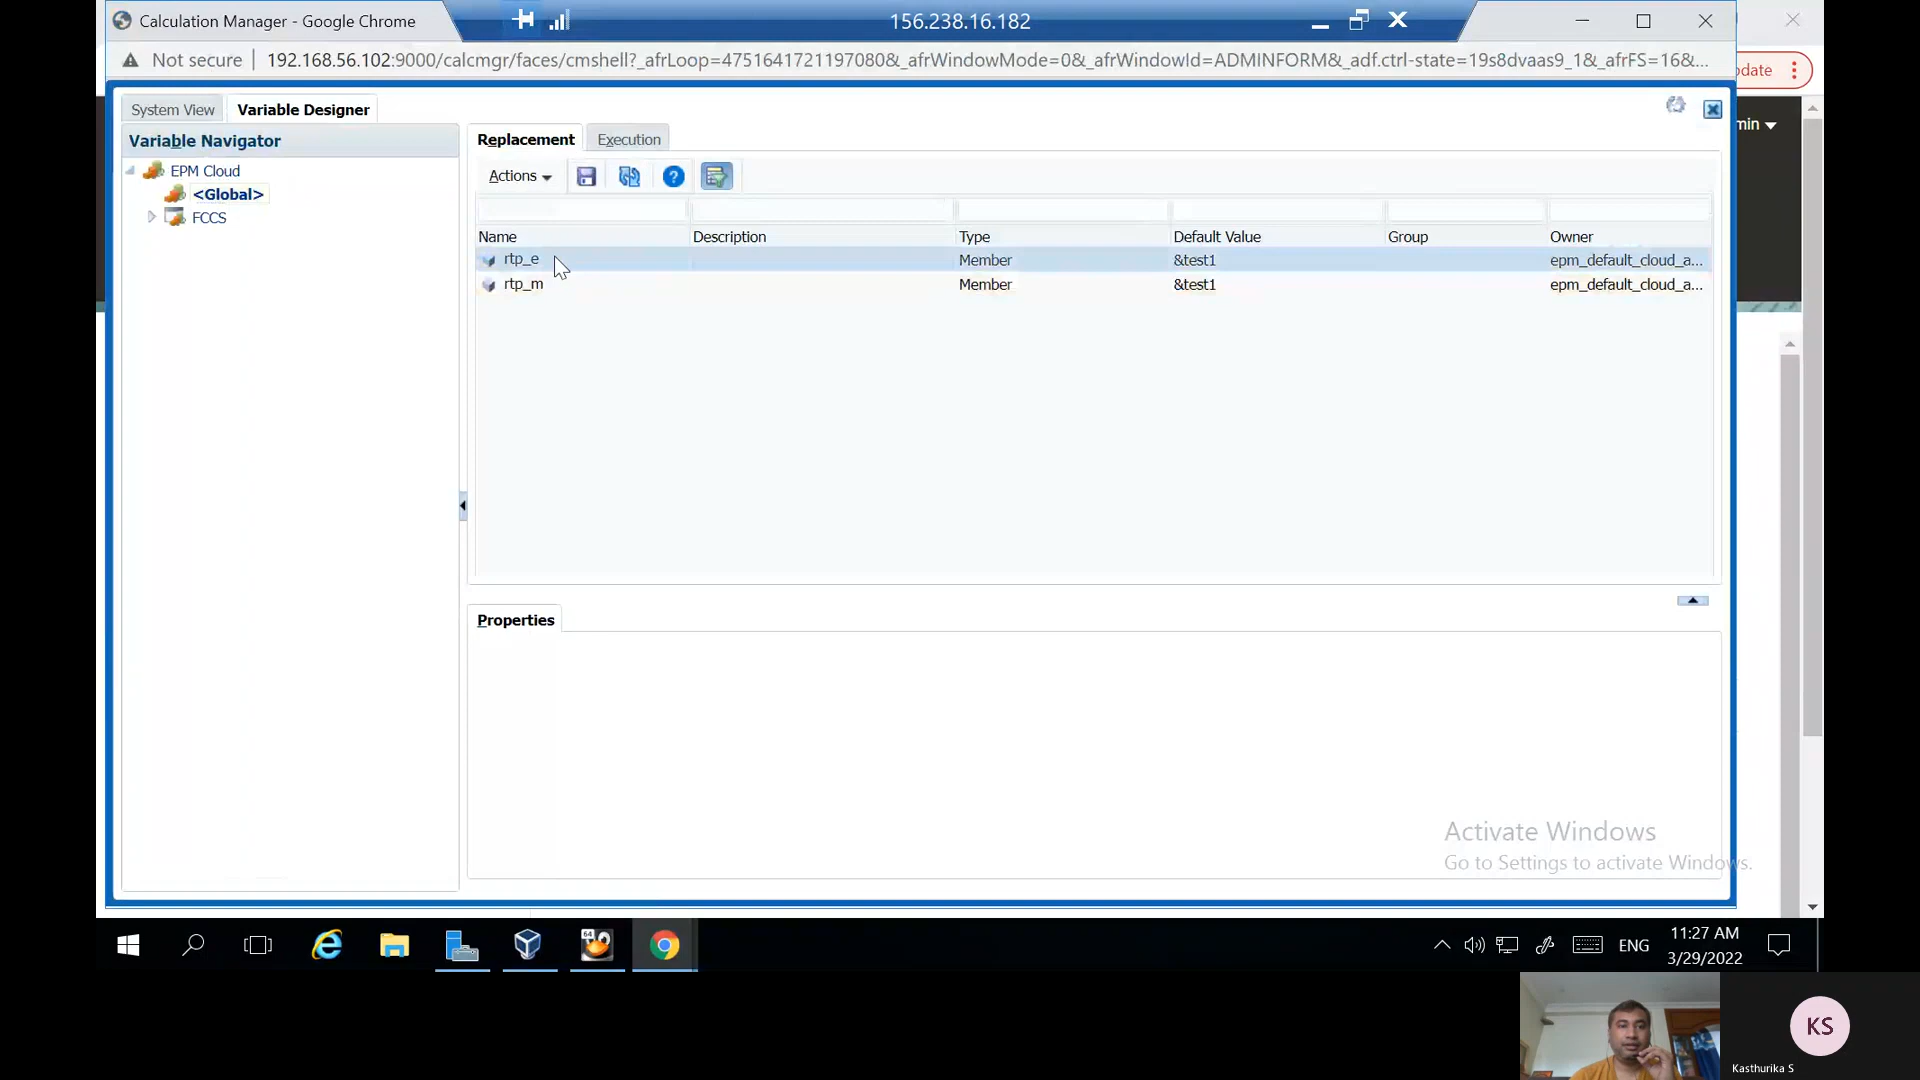 Calculation Manager - Google Chrome
156.238.16.182
Not secure
192.168.56.102:9000/calcmgr/faces/cmshell?_afrLoop=4751641721197080&_afrWindowMode=0&_afrWindowId=ADMINFORM&_adf.ctrl-state=19s8dvaas9_1&_afrFS=16&...
System View
Variable Designer
min
Variable Navigator
EPM Cloud
<Global>
FCCS
Replacement
Execution
Actions
Name Description Type Default Value Group Owner
rtp_e Member &test1 epm_default_cloud_a...
rtp_m Member &test1 epm_default_cloud_a...
Properties
Activate Windows
Go to Settings to activate Windows.
64
ENG
11:27 AM
3/29/2022
KS
Kasthurika S